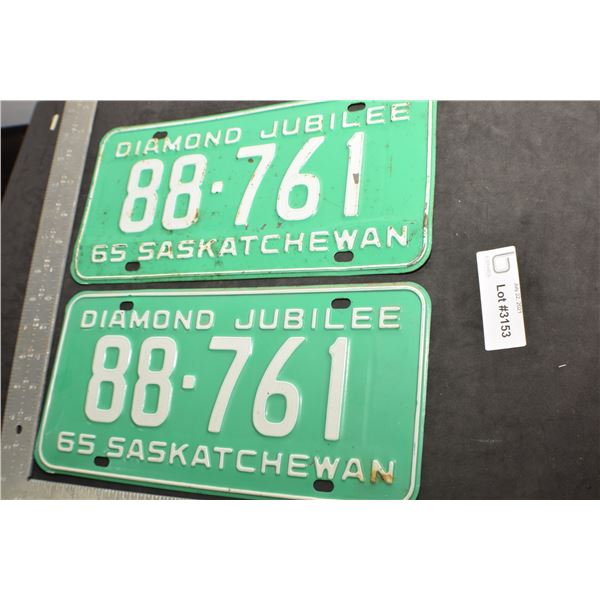 DIAMOND JUBILEE
88·761
65 SASKATCHEWAN
DIAMOND JUBILEE
88·761
65 SASKATCHEWAN
Lot #3153